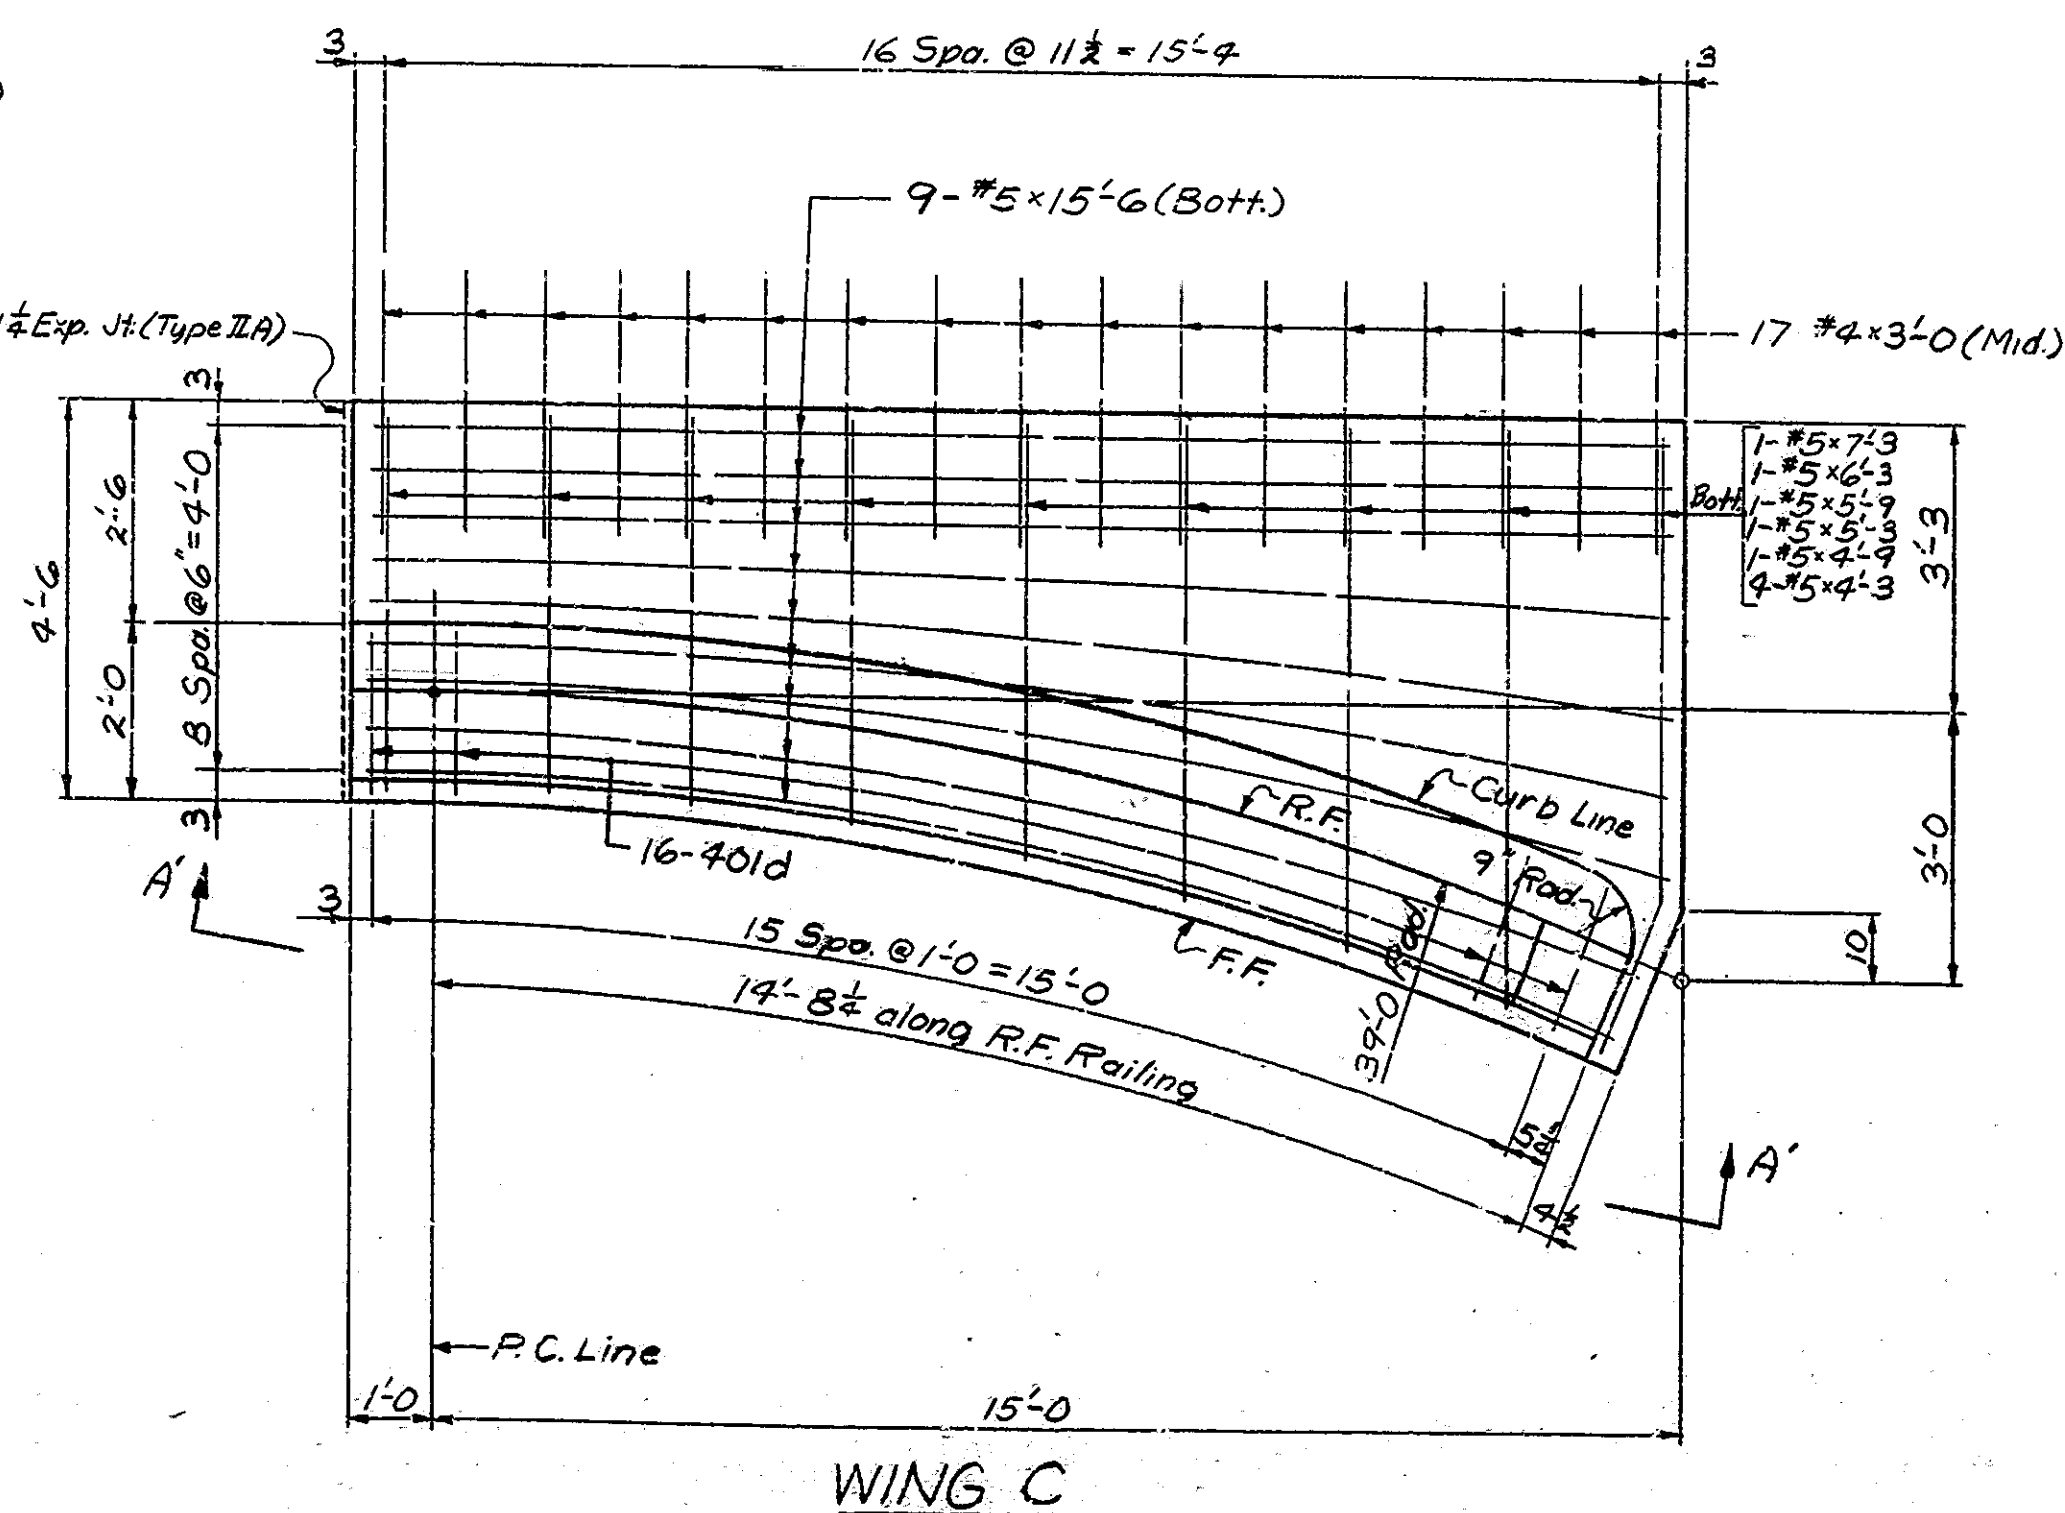 3
16 Spa. @ 11½ = 15'-4
3
9-#5×15'-6 (Bott.)
¼ Exp. Jt. (Type II A)
17 #4×3'-0 (Mid.)
3
1-#5×7'-3
1-#5×6'-3
Bott.
1-#5×5'-9
1-#5×5'-3
1-#5×4'-9
4-#5×4'-3
4'-6
2'-6
2'-0
8 Spa. @ 6" = 4'-0
3
3'-3
3'-0
10
Curb Line
R.F.
9" Rad.
39'-0 Rad.
F.F.
16-401d
A'
3
15 Spa. @ 1'-0 = 15'-0
14'-8¼ along R.F. Railing
4½
A'
P.C. Line
1'-0
15'-0
WING C